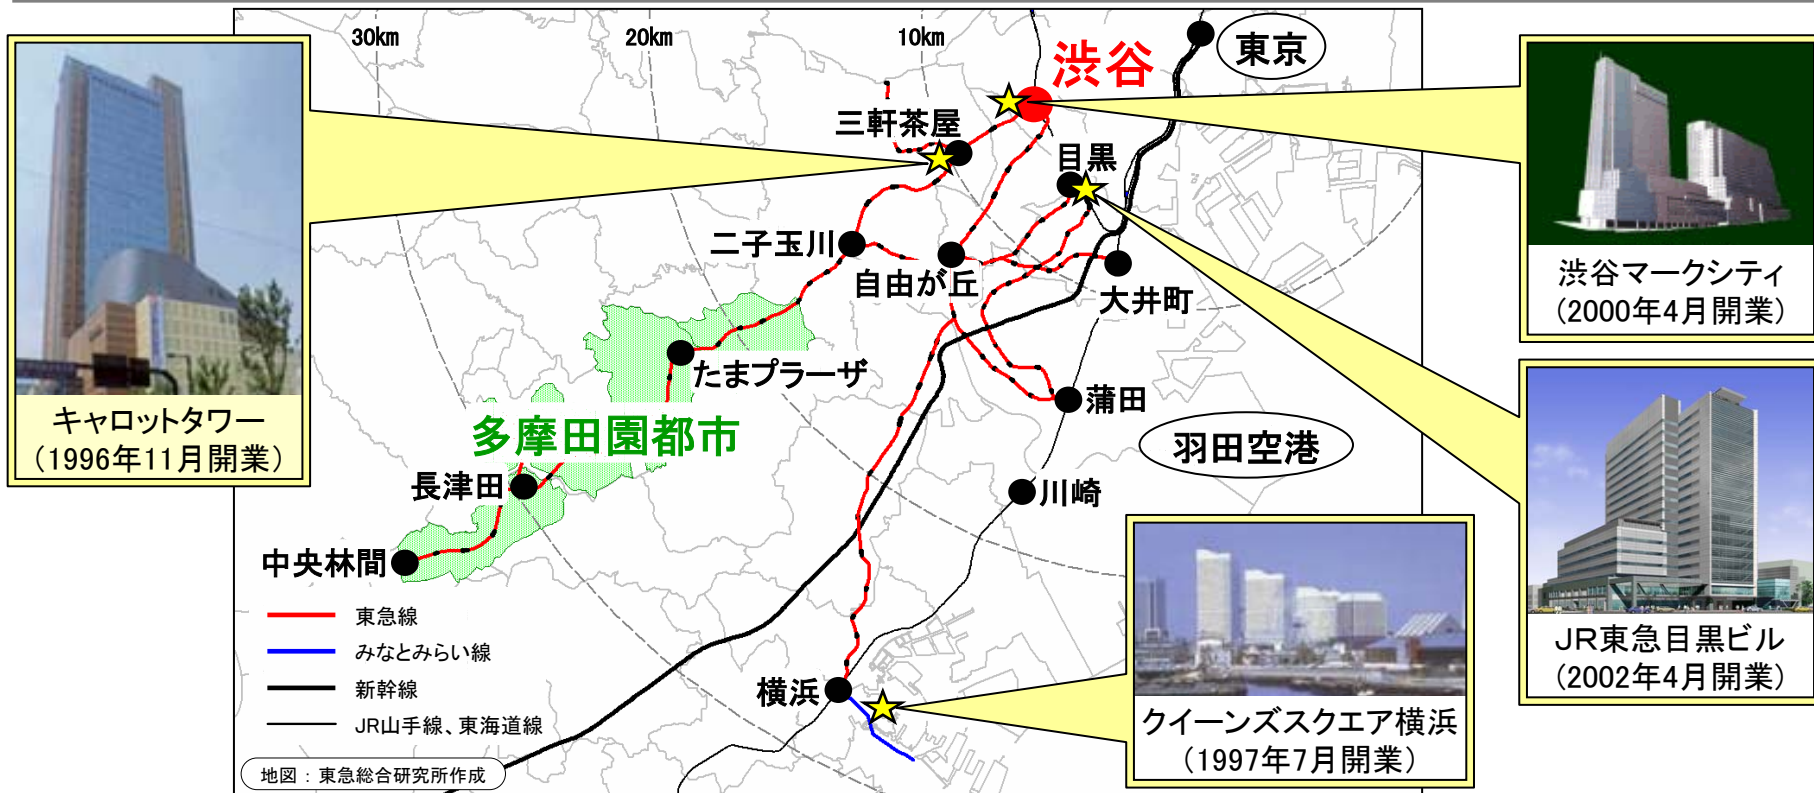 30km
20km
10km
東京
渋谷
三軒茶屋
目黒
二子玉川
自由が丘
大井町
たまプラーザ
蒲田
多摩田園都市
羽田空港
長津田
川崎
中央林間
横浜
東急線
みなとみらい線
新幹線
JR山手線、東海道線
地図:東急総合研究所作成
キャロットタワー
(1996年11月開業)
渋谷マークシティ
(2000年4月開業)
JR東急目黒ビル
(2002年4月開業)
クイーンズスクエア横浜
(1997年7月開業)